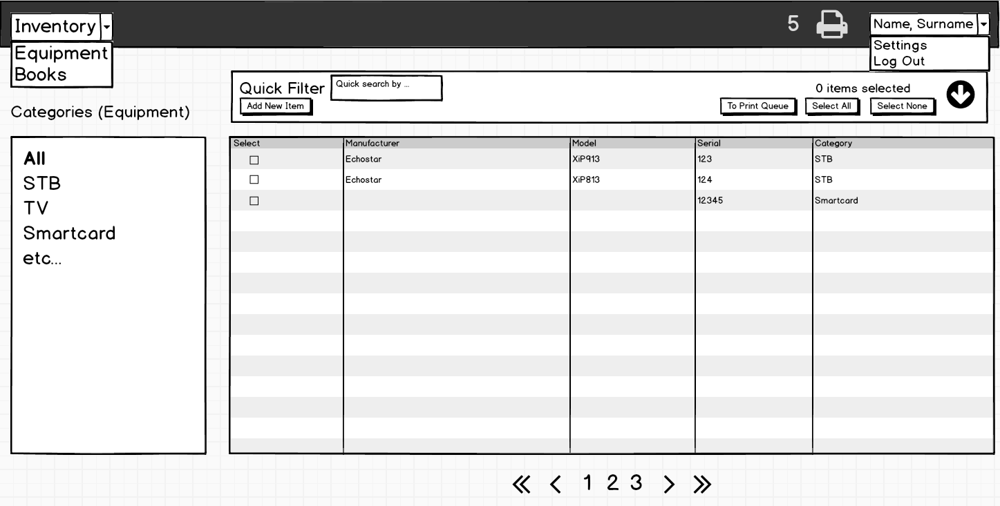 Inventory
5
Name, Surname
Equipment
Books
Settings
Log Out
Quick Filter
Quick search by ...
0 items selected
Add New Item
To Print Queue
Select All
Select None
Categories (Equipment)
All
STB
TV
Smartcard
etc...
Select Manufacturer Model Serial Category
Echostar XiP913 123 STB
Echostar XiP813 124 STB
12345 Smartcard
1 2 3